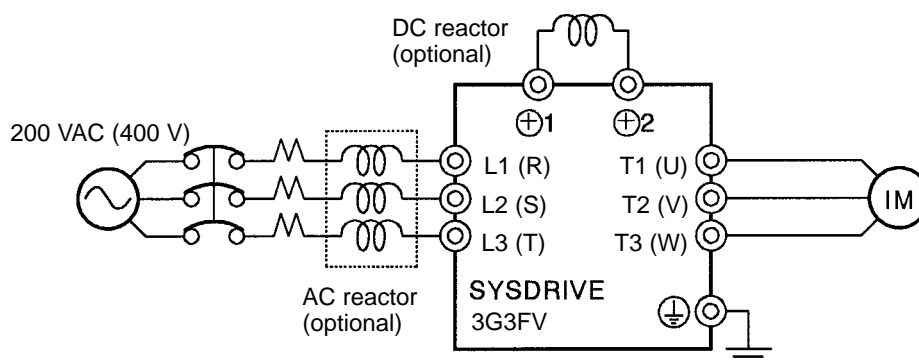 DC reactor
(optional)
200 VAC (400 V)
⊕1
⊕2
L1 (R)
T1 (U)
L2 (S)
T2 (V)
IM
L3 (T)
T3 (W)
AC reactor
(optional)
SYSDRIVE
3G3FV